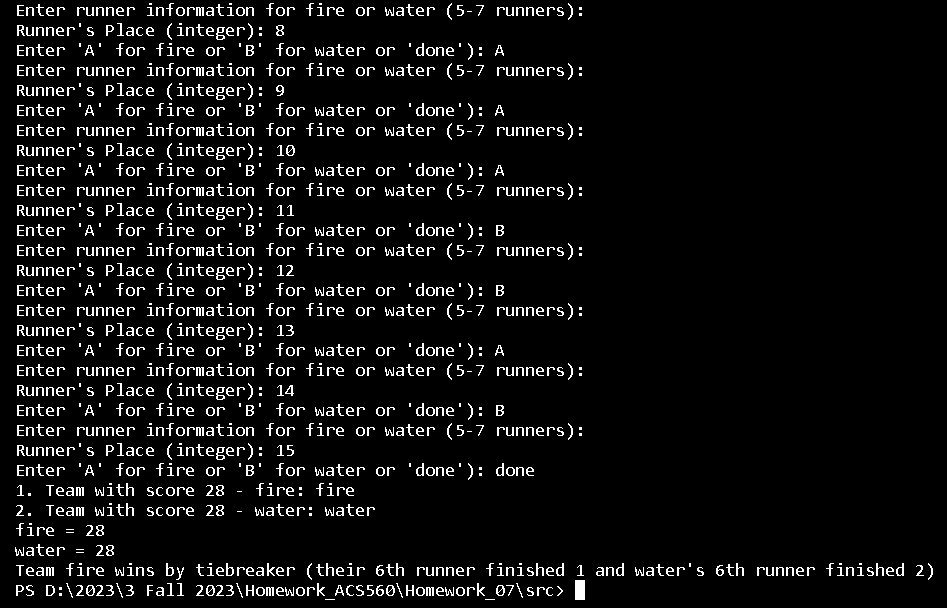 Enter runner information for fire or water (5-7 runners):
Runner's Place (integer): 8
Enter 'A' for fire or 'B' for water or 'done'): A
Enter runner information for fire or water (5-7 runners):
Runner's Place (integer): 9
Enter 'A' for fire or 'B' for water or 'done'): A
Enter runner information for fire or water (5-7 runners):
Runner's Place (integer): 10
Enter 'A' for fire or 'B' for water or 'done'): A
Enter runner information for fire or water (5-7 runners):
Runner's Place (integer): 11
Enter 'A' for fire or 'B' for water or 'done'): B
Enter runner information for fire or water (5-7 runners):
Runner's Place (integer): 12
Enter 'A' for fire or 'B' for water or 'done'): B
Enter runner information for fire or water (5-7 runners):
Runner's Place (integer): 13
Enter 'A' for fire or 'B' for water or 'done'): A
Enter runner information for fire or water (5-7 runners):
Runner's Place (integer): 14
Enter 'A' for fire or 'B' for water or 'done'): B
Enter runner information for fire or water (5-7 runners):
Runner's Place (integer): 15
Enter 'A' for fire or 'B' for water or 'done'): done
1. Team with score 28 - fire: fire
2. Team with score 28 - water: water
fire = 28
water = 28
Team fire wins by tiebreaker (their 6th runner finished 1 and water's 6th runner finished 2)
PS D:\2023\3 Fall 2023\Homework_ACS560\Homework_07\src>